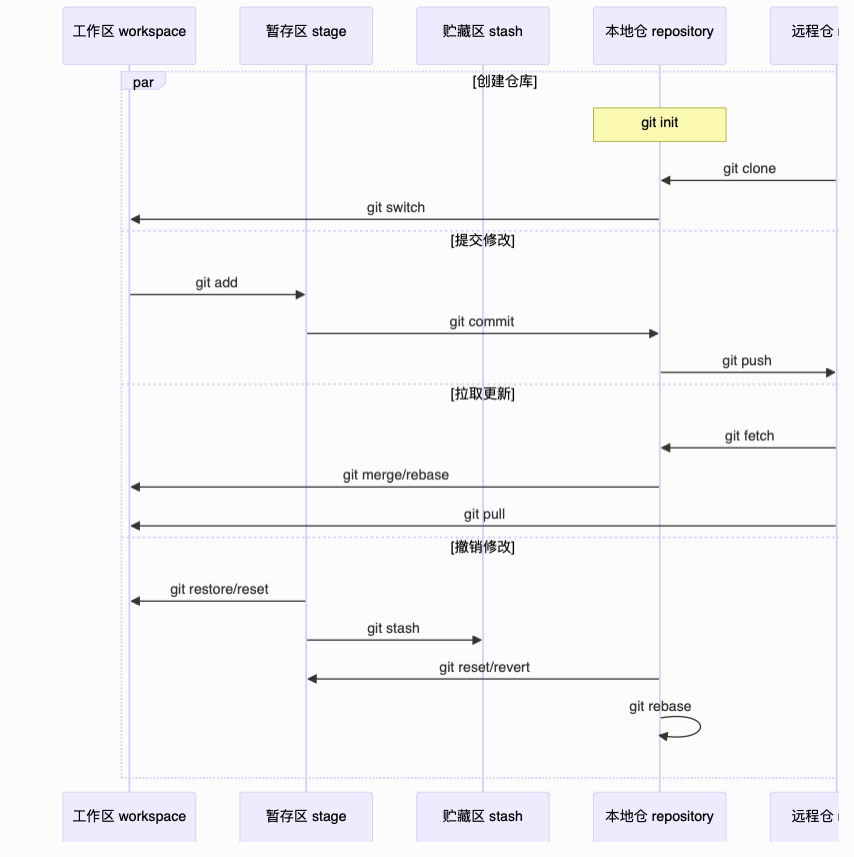 工作区 workspace
暂存区 stage
贮藏区 stash
本地仓 repository
远程仓
par
[创建仓库]
git init
git clone
git switch
[提交修改]
git add
git commit
git push
[拉取更新]
git fetch
git merge/rebase
git pull
[撤销修改]
git restore/reset
git stash
git reset/revert
git rebase
工作区 workspace
暂存区 stage
贮藏区 stash
本地仓 repository
远程仓